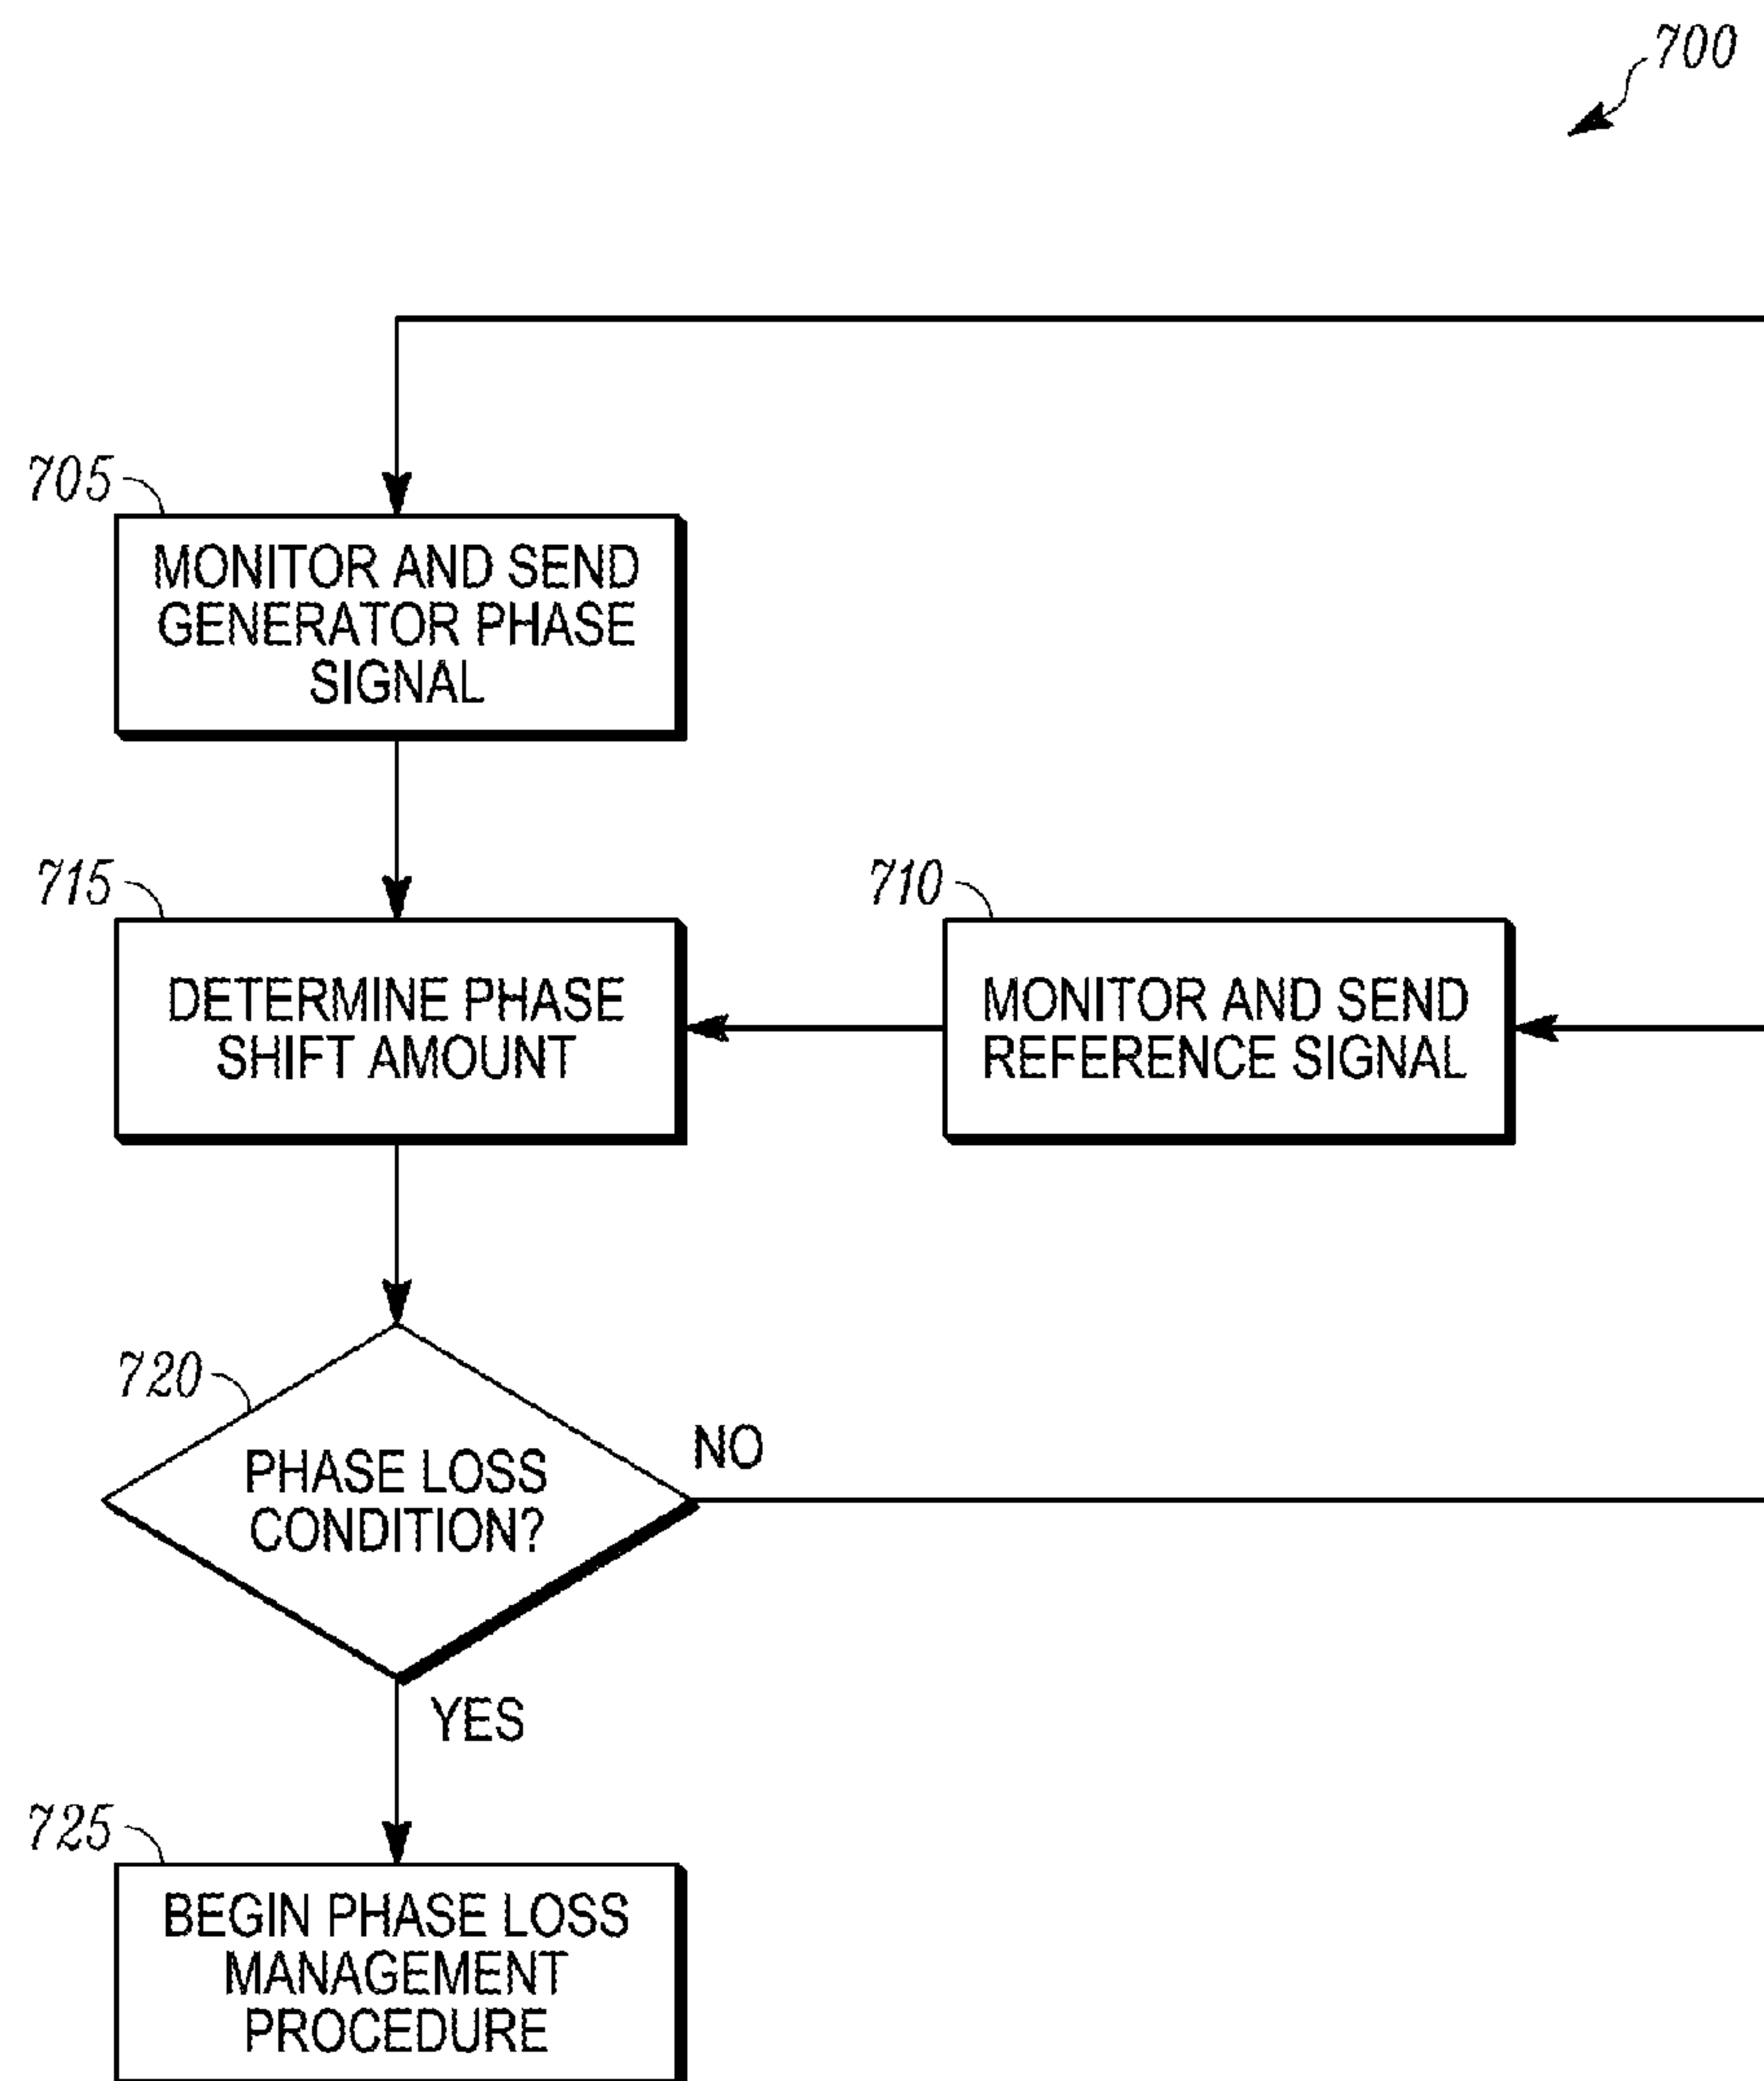 700
705
MONITOR AND SEND
GENERATOR PHASE
SIGNAL
715
DETERMINE PHASE
SHIFT AMOUNT
710
MONITOR AND SEND
REFERENCE SIGNAL
720
PHASE LOSS
CONDITION?
NO
YES
725
BEGIN PHASE LOSS
MANAGEMENT
PROCEDURE